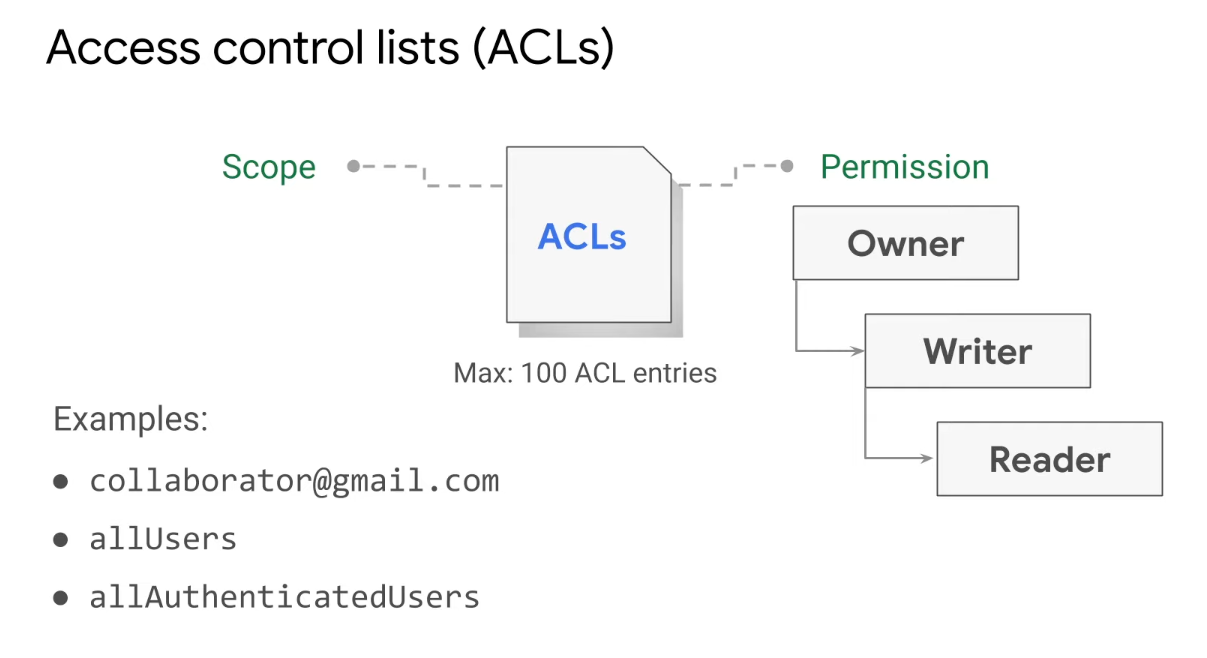 Access control lists (ACLs)
Scope
ACLs
Permission
Owner
Writer
Reader
Max: 100 ACL entries
Examples:
● collaborator@gmail.com
● allUsers
● allAuthenticatedUsers